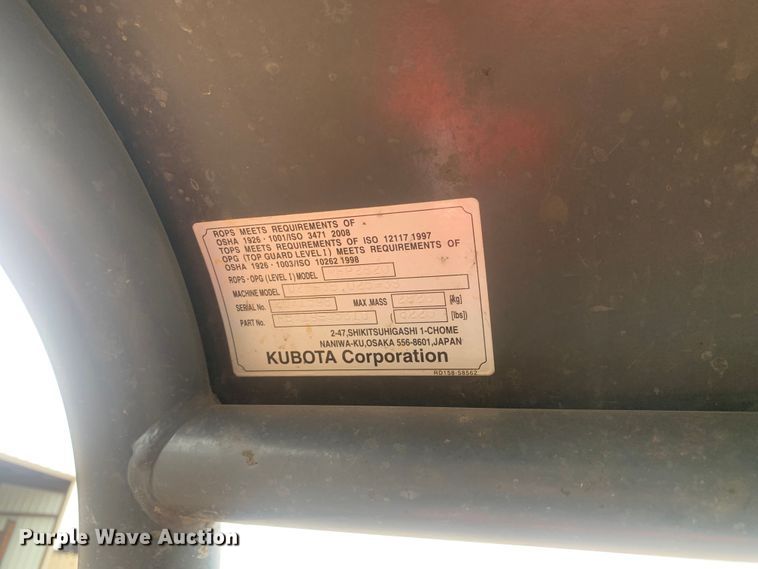 ROPS MEETS REQUIREMENTS OF
OSHA 1926 · 1001/ISO 3471 2008
TOPS MEETS REQUIREMENTS OF ISO 12117 1997
OPG (TOP GUARD LEVEL I) MEETS REQUIREMENTS OF
OSHA 1926 · 1003/ISO 10262 1998
ROPS - OPG (LEVEL I) MODEL
MACHINE MODEL
SERIAL No. MAX .MASS [kg]
PART No. [lbs]
2-47,SHIKITSUHIGASHI 1-CHOME
NANIWA-KU,OSAKA 556-8601,JAPAN
KUBOTA Corporation
RD158-58562
Purple Wave Auction